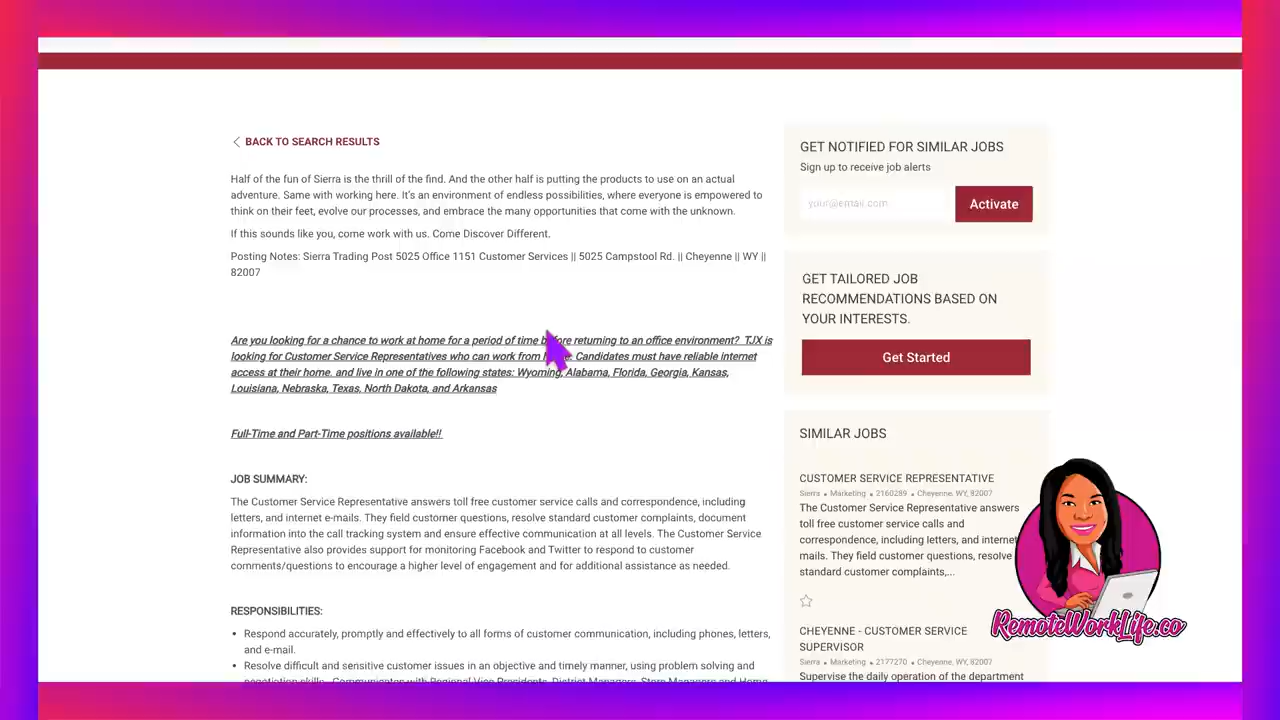 BACK TO SEARCH RESULTS
Half of the fun of Sierra is the thrill of the find. And the other half is putting the products to use on an actual
adventure. Same with working here. It's an environment of endless possibilities, where everyone is empowered to
think on their feet, evolve our processes, and embrace the many opportunities that come with the unknown.
If this sounds like you, come work with us. Come Discover Different.
Posting Notes: Sierra Trading Post 5025 Office 1151 Customer Services || 5025 Campstool Rd. || Cheyenne || WY ||
82007
Are you looking for a chance to work at home for a period of time before returning to an office environment? TJX is
looking for Customer Service Representatives who can work from Candidates must have reliable internet
access at their home. and live in one of the following states: Wyoming, Alabama, Florida, Georgia, Kansas,
Louisiana, Nebraska, Texas, North Dakota, and Arkansas
Full-Time and Part-Time positions available!!
JOB SUMMARY:
The Customer Service Representative answers toll free customer service calls and correspondence, including
letters, and internet e-mails. They field customer questions, resolve standard customer complaints, document
information into the call tracking system and ensure effective communication at all levels. The Customer Service
Representative also provides support for monitoring Facebook and Twitter to respond to customer
comments/questions to encourage a higher level of engagement and for additional assistance as needed.
RESPONSIBILITIES:
• Respond accurately, promptly and effectively to all forms of customer communication, including phones, letters,
and e-mail.
• Resolve difficult and sensitive customer issues in an objective and timely manner, using problem solving and
negotiation skills. Communicates with Regional Vice Presidents, District Managers, Store Managers and Home
GET NOTIFIED FOR SIMILAR JOBS
Sign up to receive job alerts
your@email.com
Activate
GET TAILORED JOB
RECOMMENDATIONS BASED ON
YOUR INTERESTS.
Get Started
SIMILAR JOBS
CUSTOMER SERVICE REPRESENTATIVE
Sierra • Marketing • 2160289 • Cheyenne, WY, 82007
The Customer Service Representative answers
toll free customer service calls and
correspondence, including letters, and internet
mails. They field customer questions, resolve
standard customer complaints,...
CHEYENNE - CUSTOMER SERVICE
SUPERVISOR
Sierra • Marketing • 2177270 • Cheyenne, WY, 82007
Supervise the daily operation of the department
RemoteWorkLife.co